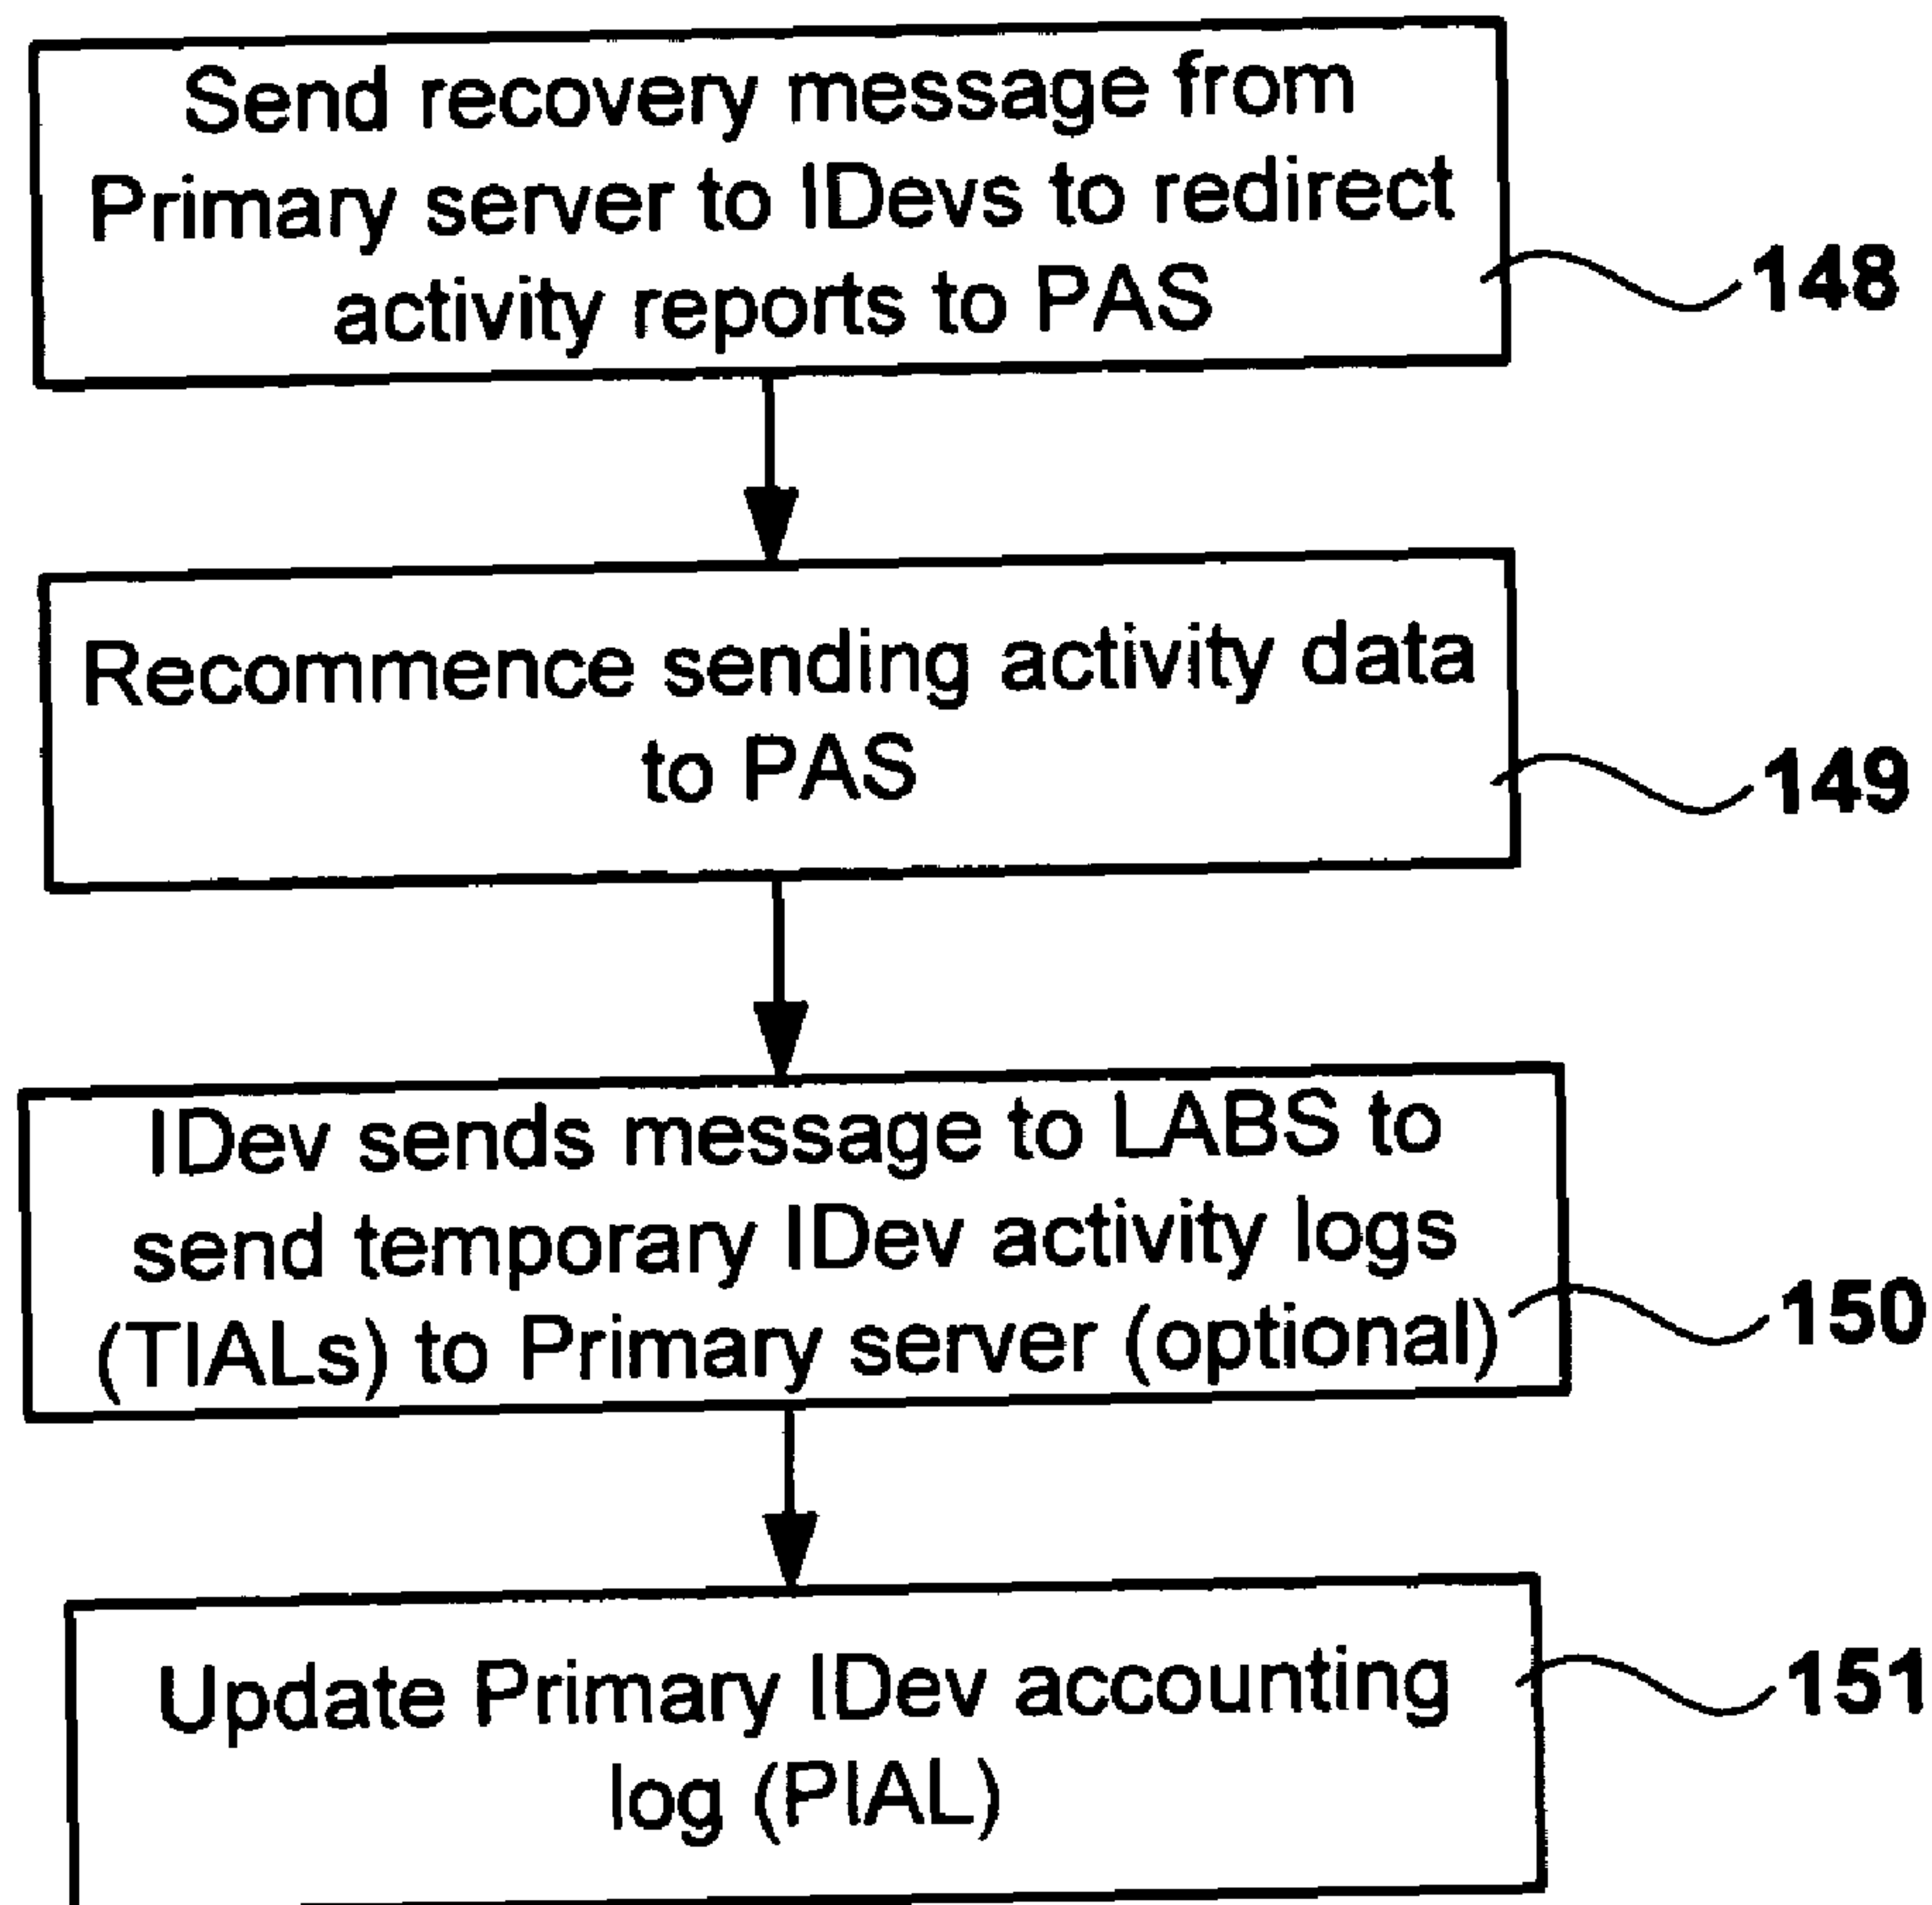 Send recovery message from
Primary server to IDevs to redirect
activity reports to PAS
148
Recommence sending activity data
to PAS
149
IDev sends message to LABS to
send temporary IDev activity logs
(TIALs) to Primary server (optional)
150
Update Primary IDev accounting
log (PIAL)
151